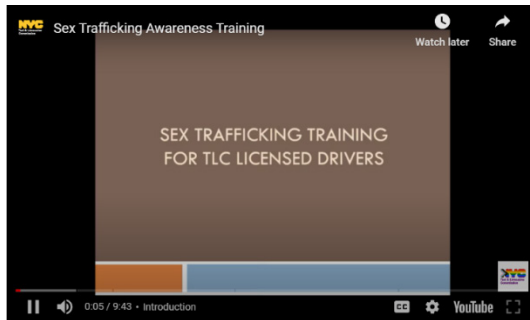 NYC
Sex Trafficking Awareness Training
Watch later
Share
SEX TRAFFICKING TRAINING
FOR TLC LICENSED DRIVERS
NYC
0:05 / 9:43 • Introduction
CC
YouTube